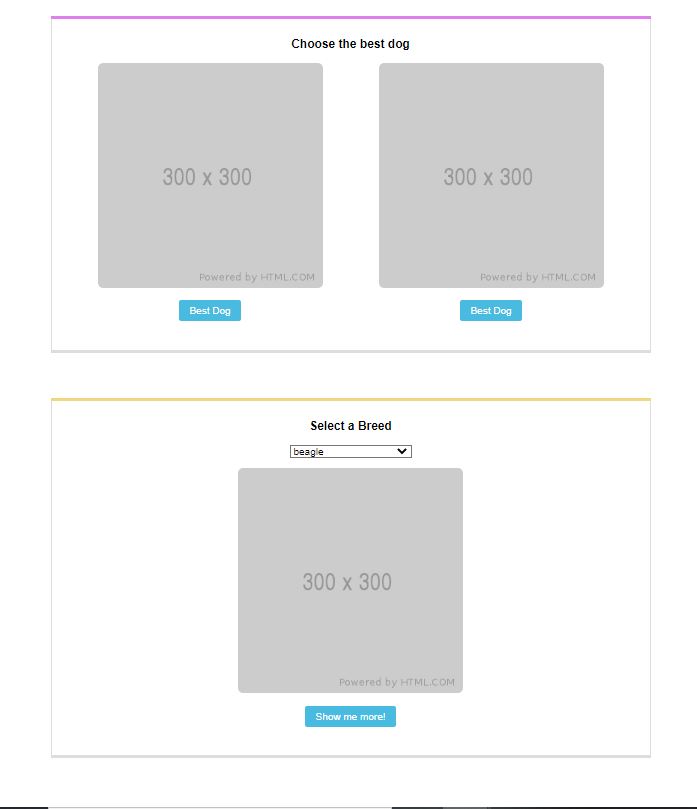 Choose the best dog
300 x 300
300 x 300
Powered by HTML.COM
Powered by HTML.COM
Best Dog
Best Dog
Select a Breed
beagle
300 x 300
Powered by HTML.COM
Show me more!